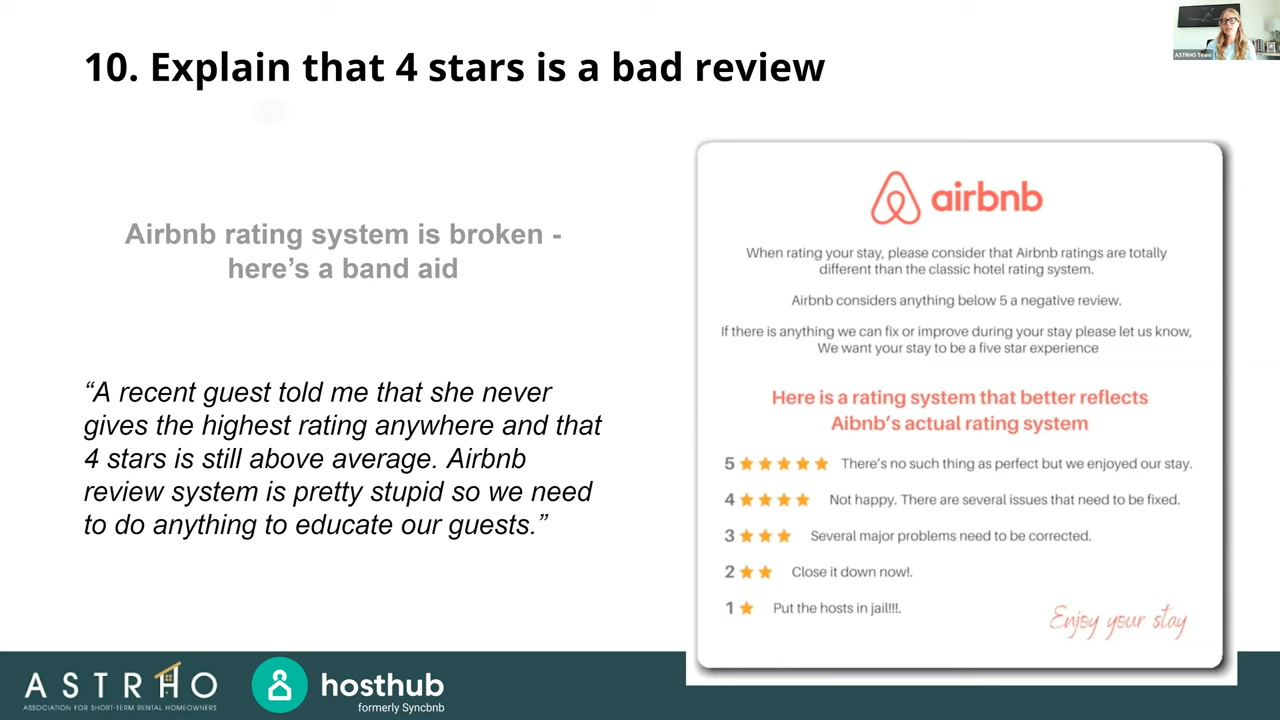 10. Explain that 4 stars is a bad review
ASTRHO Team
Airbnb rating system is broken -
here's a band aid
“A recent guest told me that she never
gives the highest rating anywhere and that
4 stars is still above average. Airbnb
review system is pretty stupid so we need
to do anything to educate our guests.”
airbnb
When rating your stay, please consider that Airbnb ratings are totally
different than the classic hotel rating system.
Airbnb considers anything below 5 a negative review.
If there is anything we can fix or improve during your stay please let us know,
We want your stay to be a five star experience
Here is a rating system that better reflects
Aibnb's actual rating system
5 ★★★★★ There's no such thing as perfect but we enjoyed our stay.
4 ★★★★ Not happy. There are several issues that need to be fixed.
3 ★★★ Several major problems need to be corrected.
2 ★★ Close it down now!.
1 ★ Put the hosts in jail!!!.
Enjoy your stay
ASTRHO
ASSOCIATION FOR SHORT-TERM RENTAL HOMEOWNERS
hosthub
formerly Syncbnb